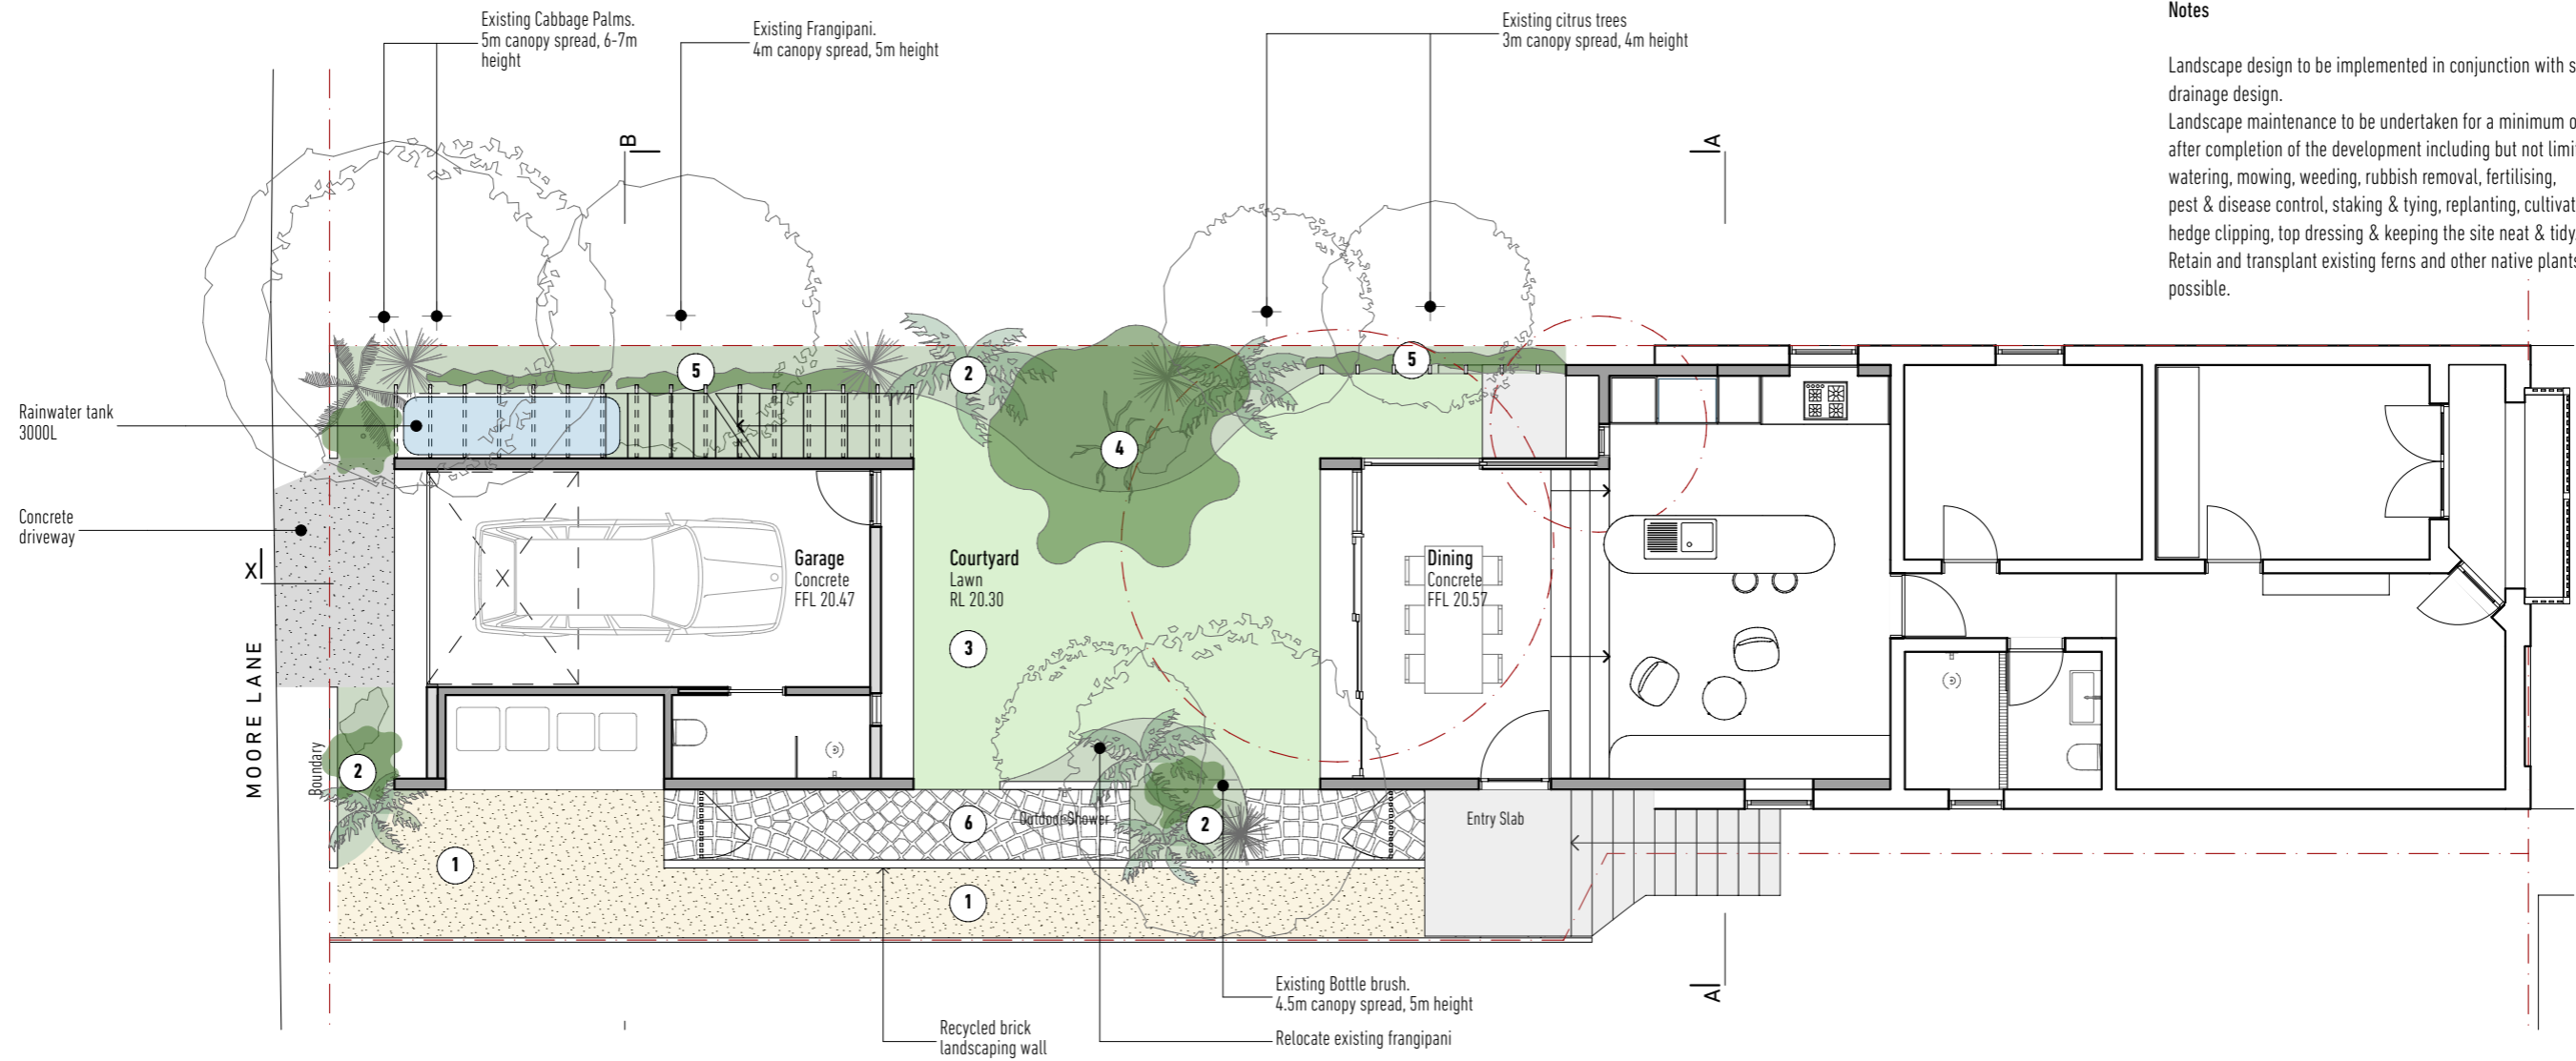 Existing Cabbage Palms.
5m canopy spread, 6-7m
height
Existing Frangipani.
4m canopy spread, 5m height
Existing citrus trees
3m canopy spread, 4m height
Notes
Landscape design to be implemented in conjunction with s
drainage design.
Landscape maintenance to be undertaken for a minimum o
after completion of the development including but not limi
watering, mowing, weeding, rubbish removal, fertilising,
pest & disease control, staking & tying, replanting, cultivat
hedge clipping, top dressing & keeping the site neat & tidy
Retain and transplant existing ferns and other native plants
possible.
B
A
5
2
5
4
Rainwater tank
3000L
Concrete
driveway
X
MOORE LANE
Boundary
Garage
Concrete
FFL 20.47
X
Courtyard
Lawn
RL 20.30
3
Dining
Concrete
FFL 20.57
2
1
6
Outdoor Shower
2
Entry Slab
1
A
Existing Bottle brush.
4.5m canopy spread, 5m height
Relocate existing frangipani
Recycled brick
landscaping wall